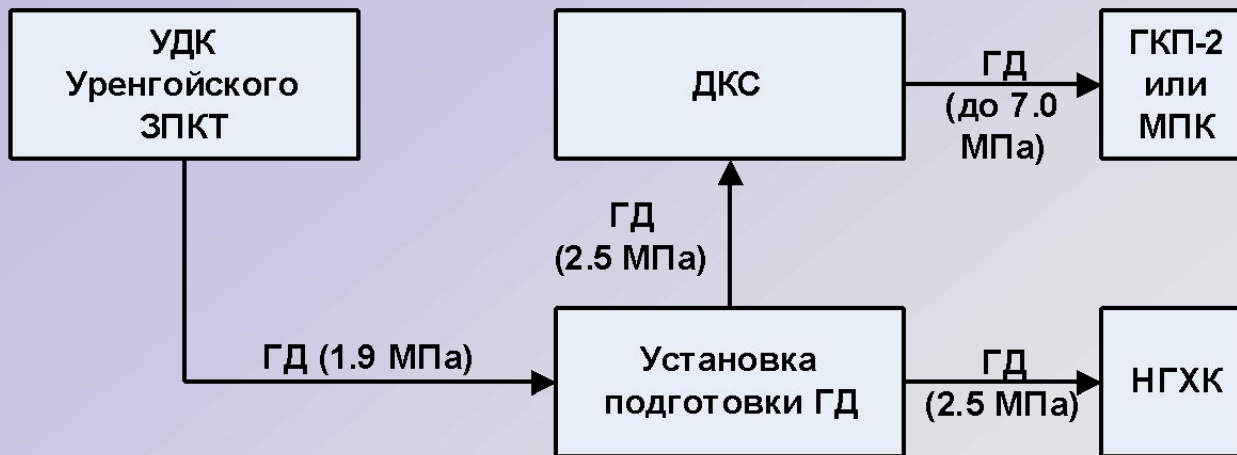 УДК
Уренгойского
ЗПКТ
ДКС
ГД
(до 7.0
МПа)
ГКП-2
или
МПК
ГД
(2.5 МПа)
ГД (1.9 МПа)
Установка
подготовки ГД
ГД
(2.5 МПа)
НГХК